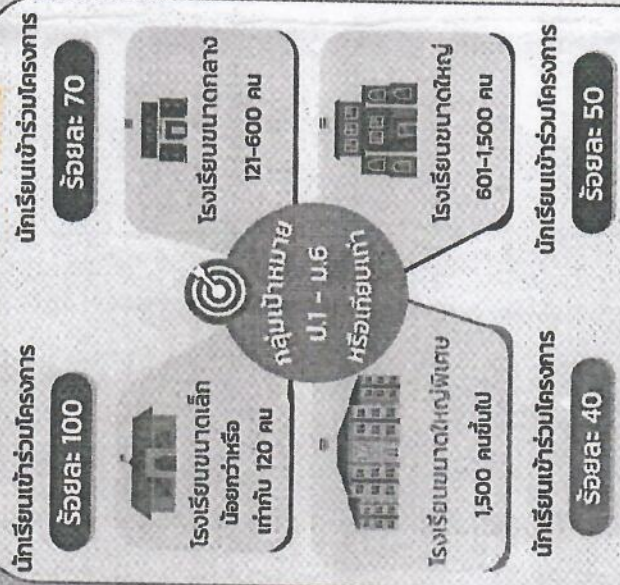 นักเรียนเข้าร่วมโครงการ
ร้อยละ 100
โรงเรียนขนาดเล็ก
น้อยกว่าหรือ
เท่ากับ 120 คน
นักเรียนเข้าร่วมโครงการ
ร้อยละ 70
โรงเรียนขนาดกลาง
121-600 คน
กลุ่มเป้าหมาย
ป.1 - ม.6
หรือเทียบเท่า
โรงเรียนขนาดใหญ่พิเศษ
1,500 คนขึ้นไป
นักเรียนเข้าร่วมโครงการ
ร้อยละ 40
โรงเรียนขนาดใหญ่
601-1,500 คน
นักเรียนเข้าร่วมโครงการ
ร้อยละ 50